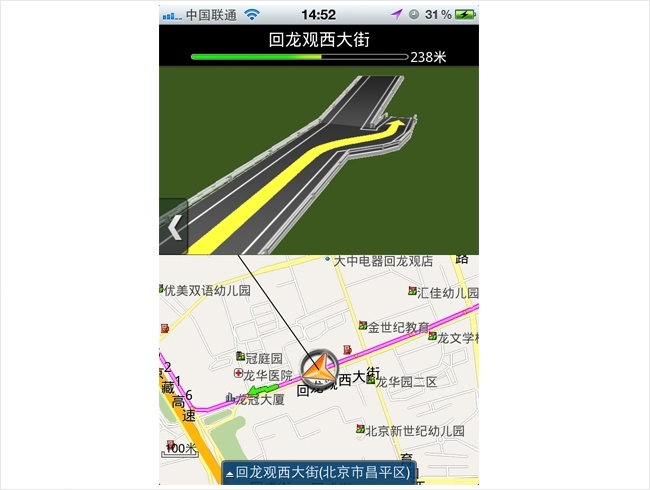 中国联通
14:52
31%
回龙观西大街
238米
大中电器回龙观店
路
优美双语幼儿园
汇佳幼儿园
金世纪教育
龙文学校
冠庭园
龙华医院
回龙观西大街
龙华园二区
龙冠大厦
京藏高速
216
北京新世纪幼儿园
100米
育
回龙观西大街(北京市昌平区)